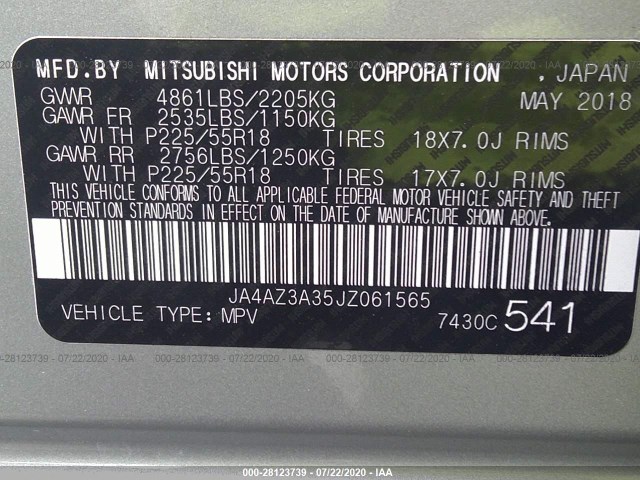 MFD.BY MITSUBISHI MOTORS CORPORATION . JAPAN
GVWR 4861LBS/2205KG MAY 2018
GAWR FR 2535LBS/1150KG
WITH P225/55R18 TIRES 18X7.0J RIMS
GAWR RR 2756LBS/1250KG
WITH P225/55R18 TIRES 17X7.0J RIMS
THIS VEHICLE CONFORMS TO ALL APPLICABLE FEDERAL MOTOR VEHICLE SAFETY AND THEFT
PREVENTION STANDARDS IN EFFECT ON THE DATE OF MANUFACTURE SHOWN ABOVE.
JA4AZ3A35JZ061565
VEHICLE TYPE:MPV 7430C 541
000-28123739 - 07/22/2020 - IAA